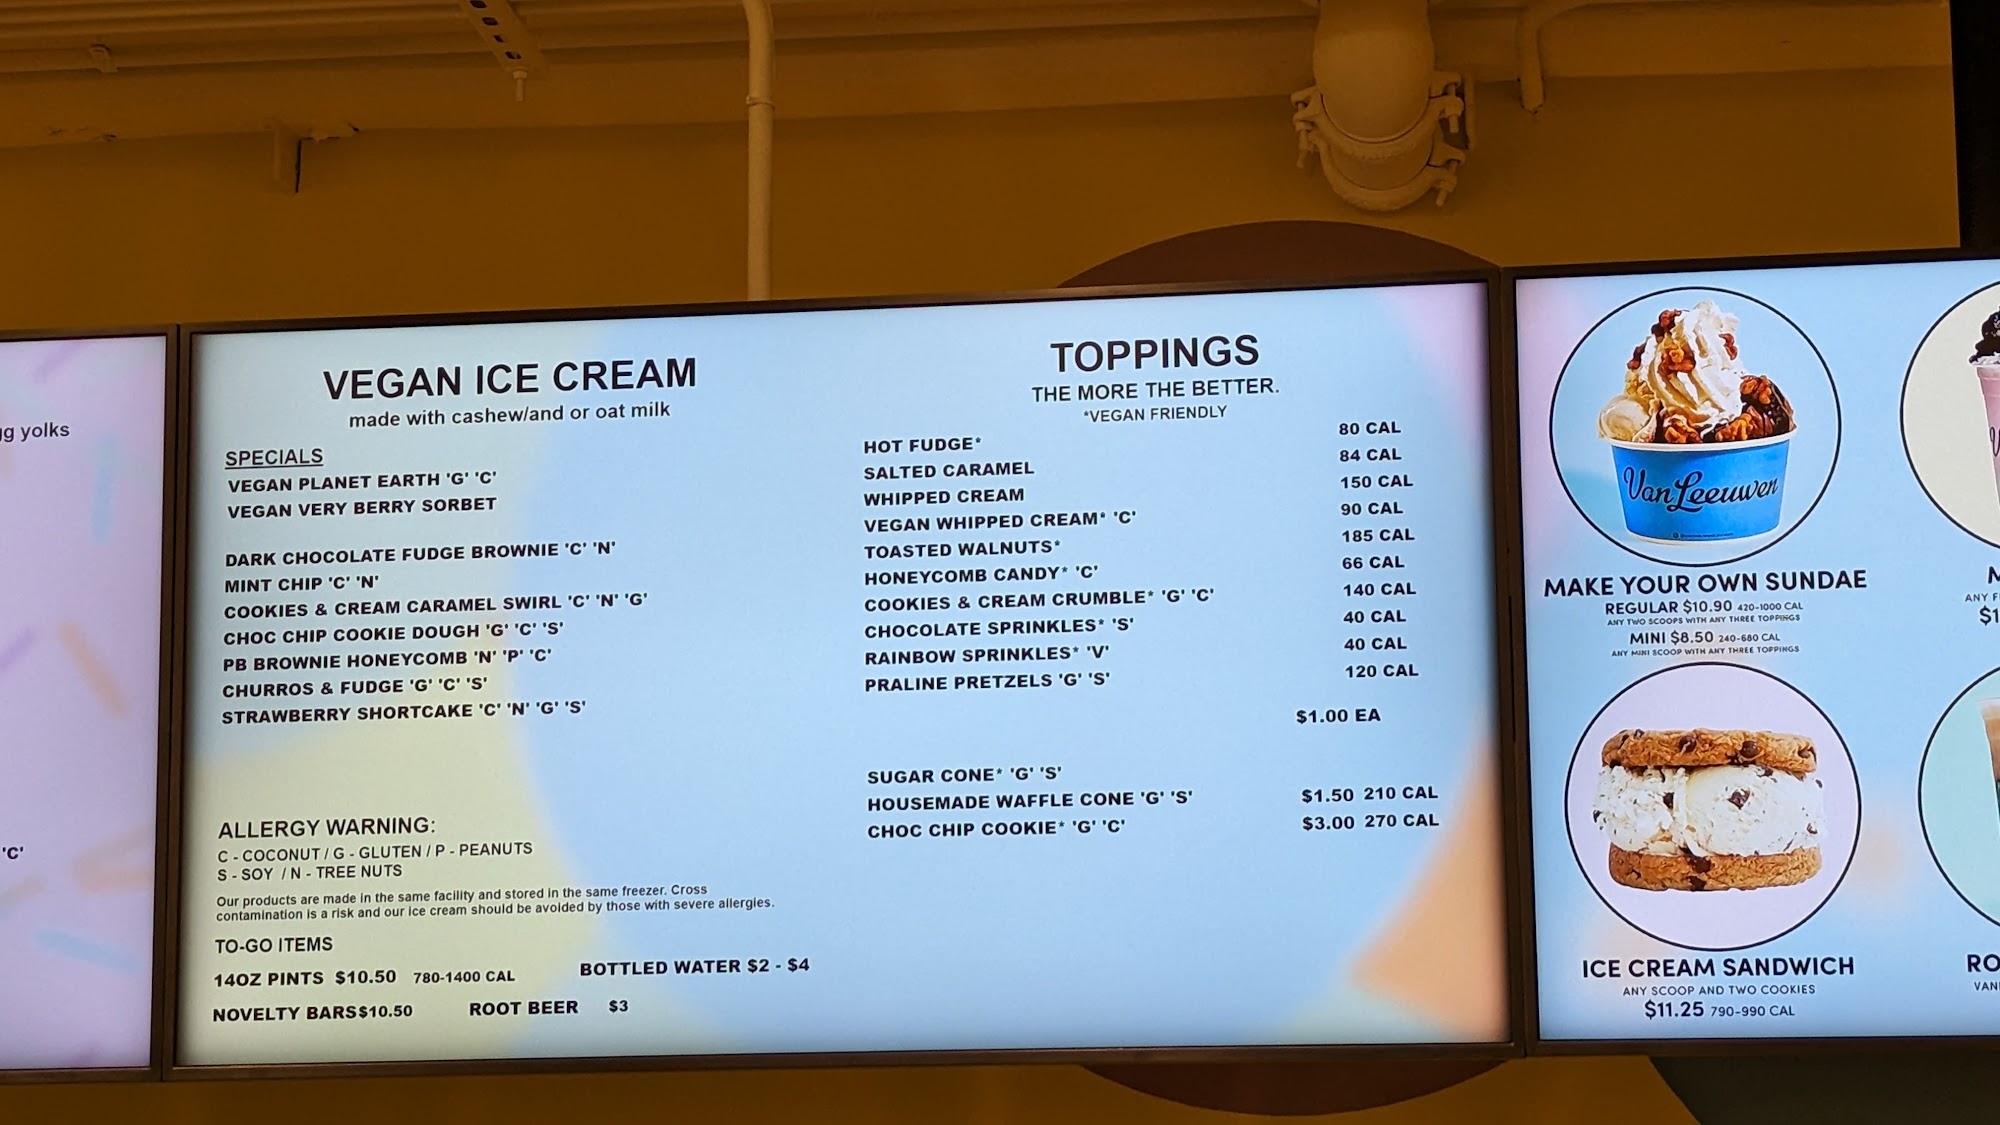 gg yolks
'C'
VEGAN ICE CREAM
made with cashew/and or oat milk
SPECIALS
VEGAN PLANET EARTH 'G' 'C'
VEGAN VERY BERRY SORBET
DARK CHOCOLATE FUDGE BROWNIE 'C' 'N'
MINT CHIP 'C' 'N'
COOKIES & CREAM CARAMEL SWIRL 'C' 'N' 'G'
CHOC CHIP COOKIE DOUGH 'G' 'C' 'S'
PB BROWNIE HONEYCOMB 'N' 'P' 'C'
CHURROS & FUDGE 'G' 'C' 'S'
STRAWBERRY SHORTCAKE 'C' 'N' 'G' 'S'
ALLERGY WARNING:
C - COCONUT / G - GLUTEN / P - PEANUTS
S - SOY / N - TREE NUTS
Our products are made in the same facility and stored in the same freezer. Cross
contamination is a risk and our ice cream should be avoided by those with severe allergies.
TO-GO ITEMS
14OZ PINTS $10.50 780-1400 CAL BOTTLED WATER $2 - $4
NOVELTY BARS$10.50 ROOT BEER $3
TOPPINGS
THE MORE THE BETTER.
*VEGAN FRIENDLY
HOT FUDGE* 80 CAL
SALTED CARAMEL 84 CAL
WHIPPED CREAM 150 CAL
VEGAN WHIPPED CREAM* 'C' 90 CAL
TOASTED WALNUTS* 185 CAL
HONEYCOMB CANDY* 'C' 66 CAL
COOKIES & CREAM CRUMBLE* 'G' 'C' 140 CAL
CHOCOLATE SPRINKLES* 'S' 40 CAL
RAINBOW SPRINKLES* 'V' 40 CAL
PRALINE PRETZELS 'G' 'S' 120 CAL
$1.00 EA
SUGAR CONE* 'G' 'S'
HOUSEMADE WAFFLE CONE 'G' 'S' $1.50 210 CAL
CHOC CHIP COOKIE* 'G' 'C' $3.00 270 CAL
Van Leeuwen
MAKE YOUR OWN SUNDAE
REGULAR $10.90 420-1000 CAL
ANY TWO SCOOPS WITH ANY THREE TOPPINGS
MINI $8.50 240-680 CAL
ANY MINI SCOOP WITH ANY THREE TOPPINGS
ICE CREAM SANDWICH
ANY SCOOP AND TWO COOKIES
$11.25 790-990 CAL
M
ANY F
$1
RO
VAN